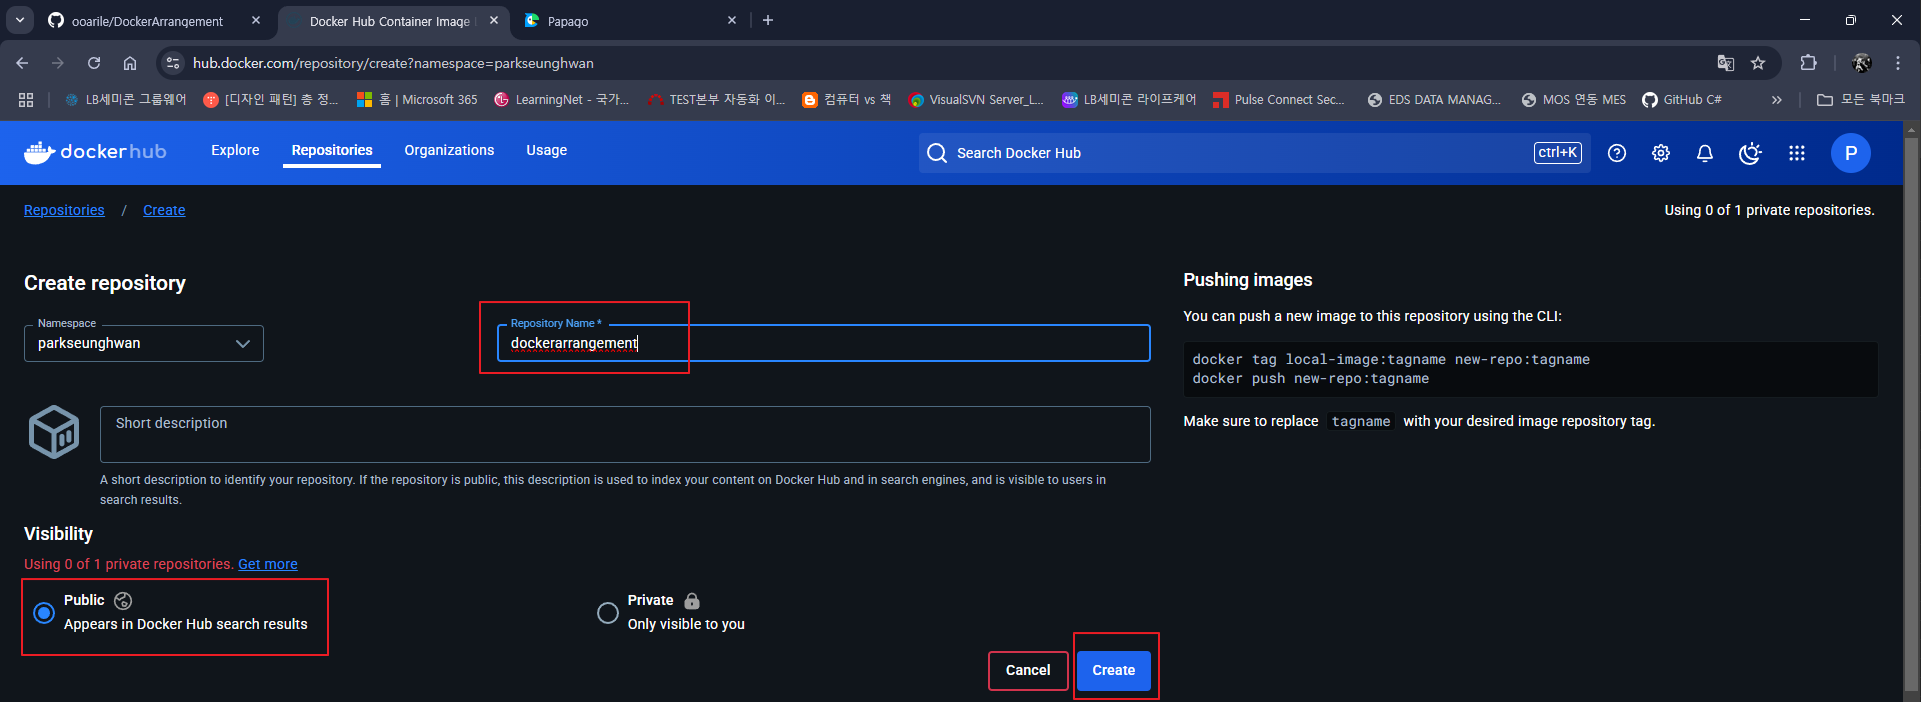 ooarile/DockerArrangement
Docker Hub Container Image
Papago
hub.docker.com/repository/create?namespace=parkseunghwan
LB세미콘 그룹웨어
[디자인 패턴] 총 정...
홈 | Microsoft 365
LearningNet - 국가...
TEST본부 자동화 이...
컴퓨터 vs 책
VisualSVN Server_L...
LB세미콘 라이프케어
Pulse Connect Sec...
EDS DATA MANAG...
MOS 연동 MES
GitHub C#
모든 북마크
dockerhub
Explore
Repositories
Organizations
Usage
Search Docker Hub
ctrl+K
P
Repositories / Create
Using 0 of 1 private repositories.
Create repository
Namespace
parkseunghwan
Repository Name *
dockerarrangement
Short description
A short description to identify your repository. If the repository is public, this description is used to index your content on Docker Hub and in search engines, and is visible to users in
search results.
Visibility
Using 0 of 1 private repositories. Get more
Public
Appears in Docker Hub search results
Private
Only visible to you
Cancel
Create
Pushing images
You can push a new image to this repository using the CLI:
docker tag local-image:tagname new-repo:tagname
docker push new-repo:tagname
Make sure to replace tagname with your desired image repository tag.